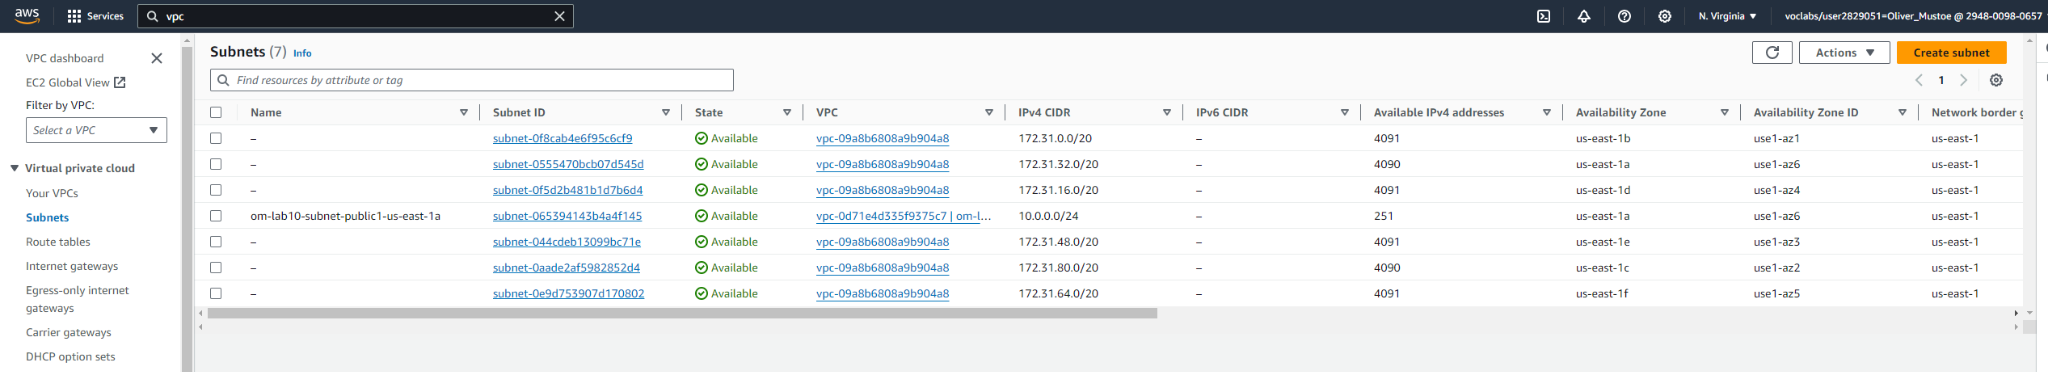 aws Services vpc N. Virginia voclabs/user2829051=Oliver_Mustoe @ 2948-0098-0657
VPC dashboard
EC2 Global View
Filter by VPC:
Select a VPC
Virtual private cloud
Your VPCs
Subnets
Route tables
Internet gateways
Egress-only internet
gateways
Carrier gateways
DHCP option sets
Subnets (7) Info
Actions Create subnet
Find resources by attribute or tag
1
Name Subnet ID State VPC IPv4 CIDR IPv6 CIDR Available IPv4 addresses Availability Zone Availability Zone ID Network border g
– subnet-0f8cab4e6f95c6cf9 Available vpc-09a8b6808a9b904a8 172.31.0.0/20 – 4091 us-east-1b use1-az1 us-east-1
– subnet-0555470bcb07d545d Available vpc-09a8b6808a9b904a8 172.31.32.0/20 – 4090 us-east-1a use1-az6 us-east-1
– subnet-0f5d2b481b1d7b6d4 Available vpc-09a8b6808a9b904a8 172.31.16.0/20 – 4091 us-east-1d use1-az4 us-east-1
om-lab10-subnet-public1-us-east-1a subnet-065394143b4a4f145 Available vpc-0d71e4d335f9375c7 | om-l... 10.0.0.0/24 – 251 us-east-1a use1-az6 us-east-1
– subnet-044cdeb13099bc71e Available vpc-09a8b6808a9b904a8 172.31.48.0/20 – 4091 us-east-1e use1-az3 us-east-1
– subnet-0aade2af5982852d4 Available vpc-09a8b6808a9b904a8 172.31.80.0/20 – 4090 us-east-1c use1-az2 us-east-1
– subnet-0e9d753907d170802 Available vpc-09a8b6808a9b904a8 172.31.64.0/20 – 4091 us-east-1f use1-az5 us-east-1